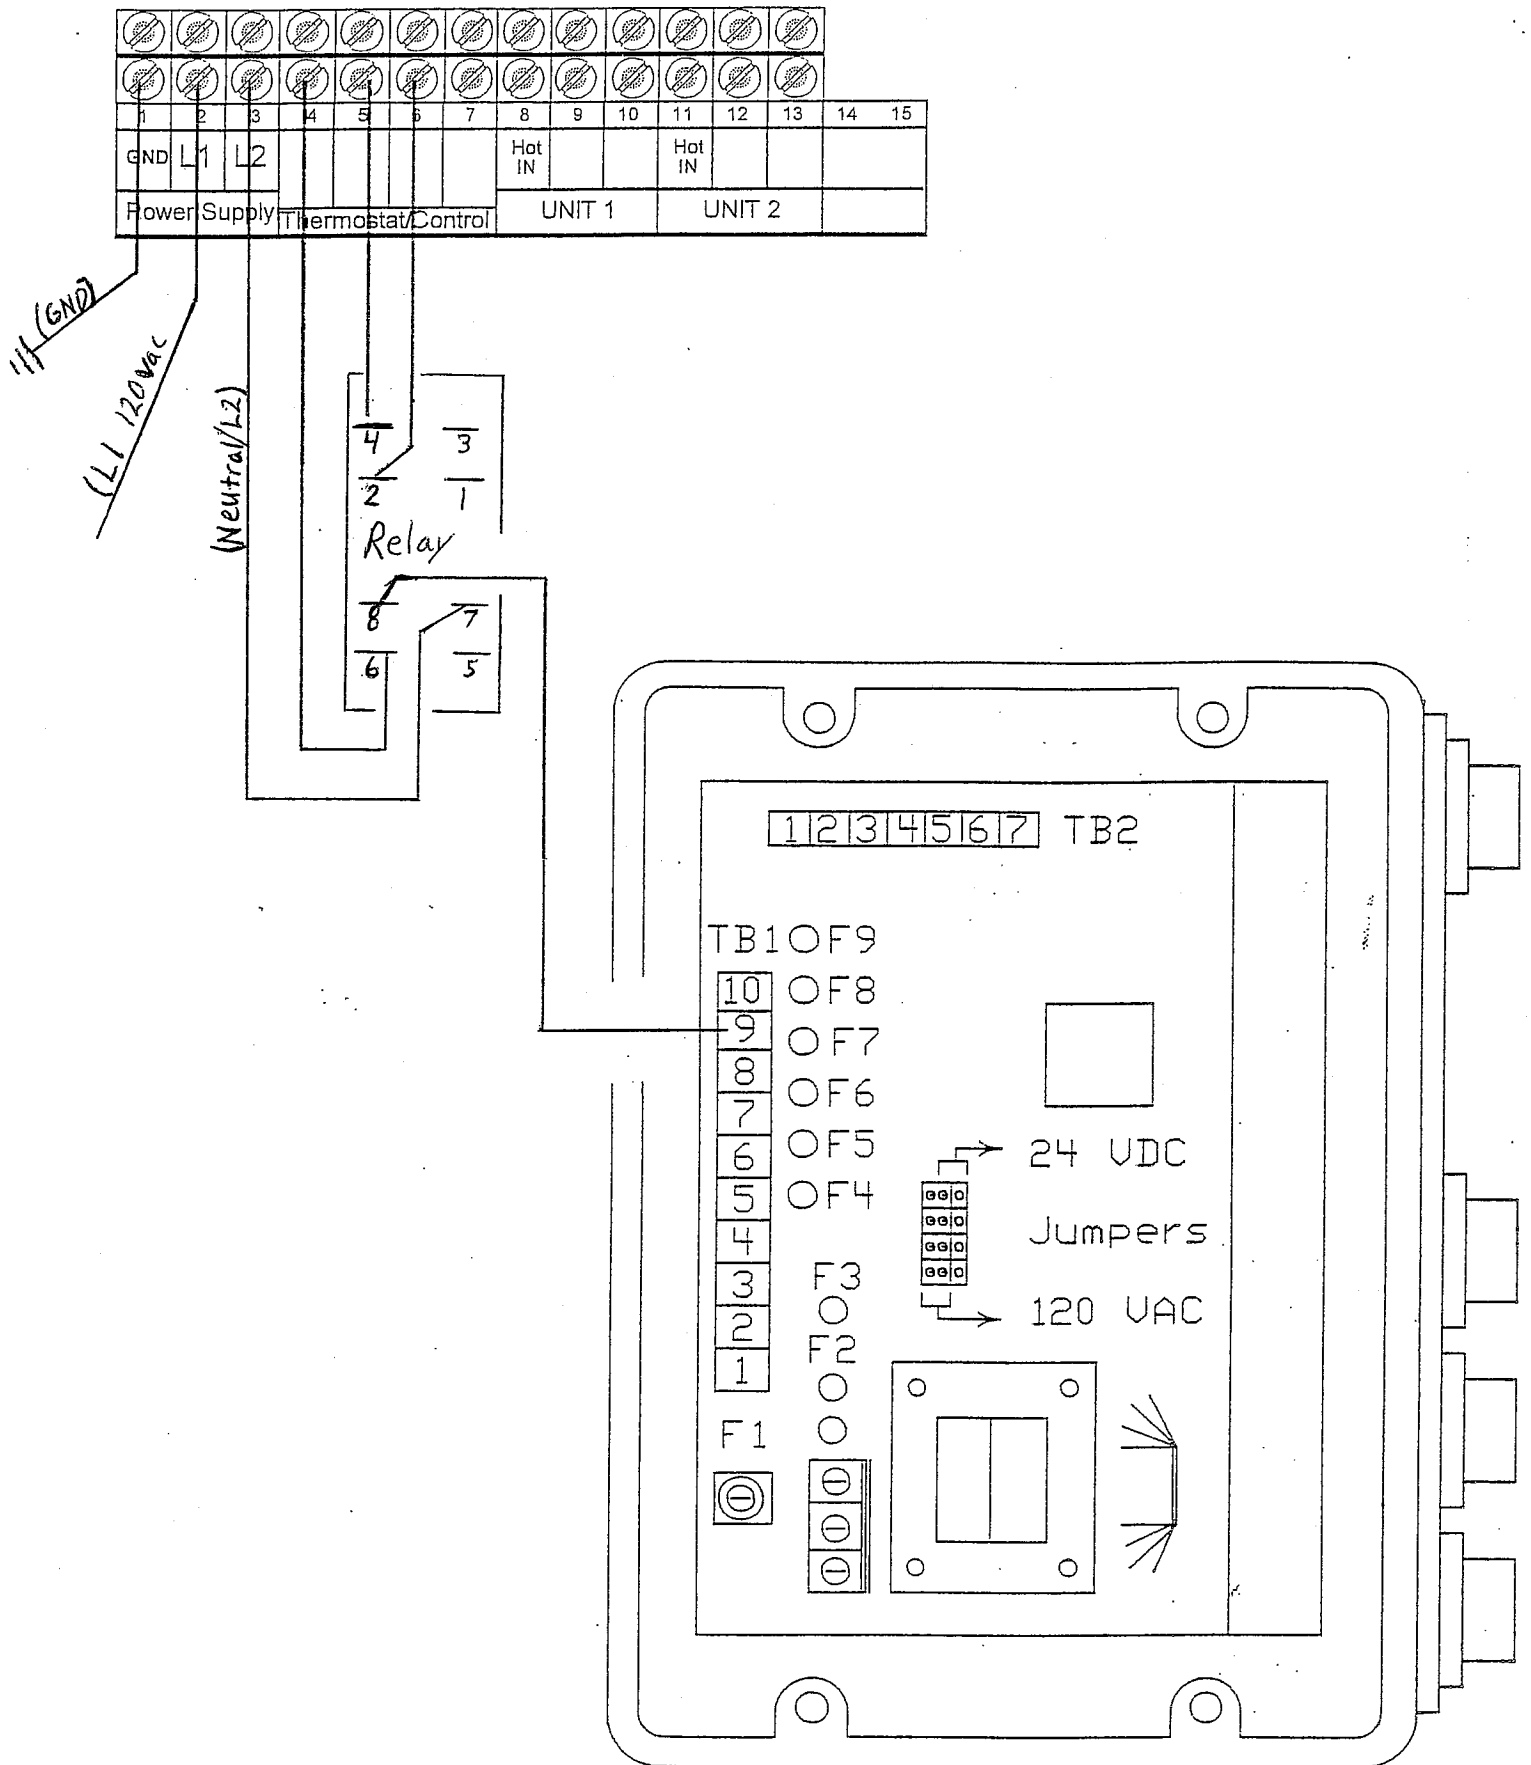 1 2 3 4 5 6 7 8 9 10 11 12 13 14 15
GND L1 L2 Hot IN Hot IN
Power Supply Thermostat/Control UNIT 1 UNIT 2
(GND)
(L1 120vac
(Neutral/L2)
4 3
2 1
Relay
8 7
6 5
1 2 3 4 5 6 7 TB2
TB1 F9
10 F8
9 F7
8 F6
7 F5
6 F4
5
4
3
2
1
24 VDC
Jumpers
120 VAC
F3
F2
F1